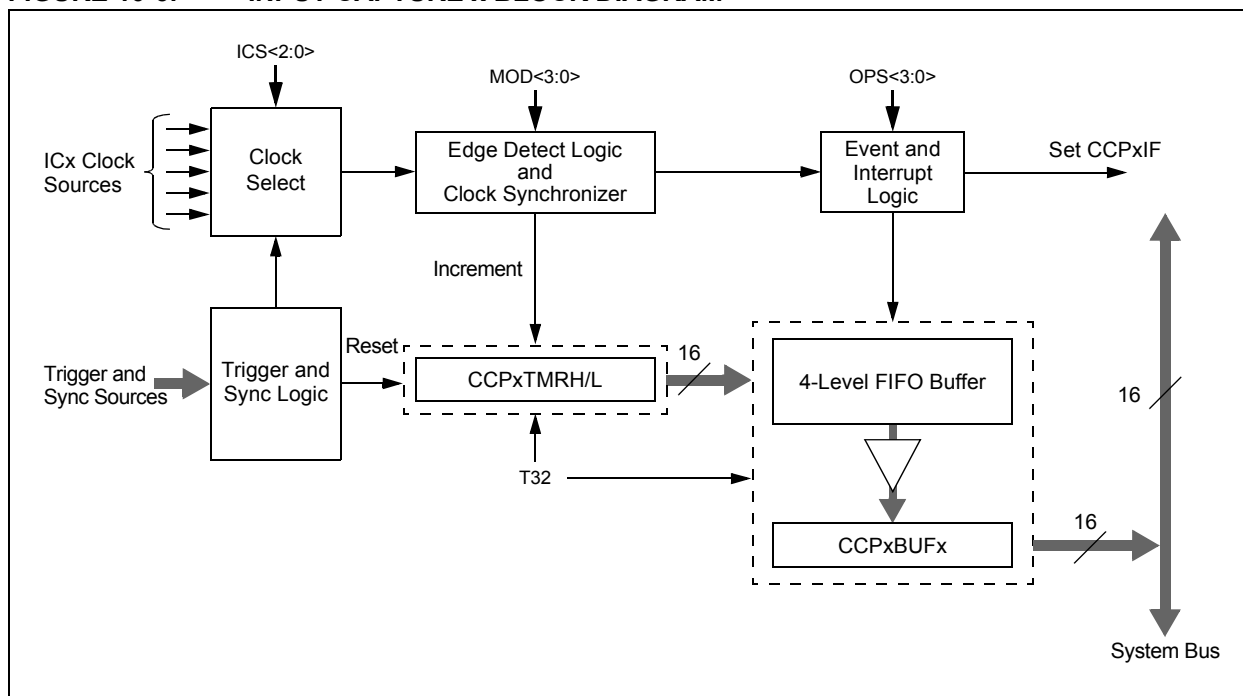 ICS<2:0>
MOD<3:0>
OPS<3:0>
ICx Clock
Sources
Clock
Select
Edge Detect Logic
and
Clock Synchronizer
Event and
Interrupt
Logic
Set CCPxIF
Increment
Trigger and
Sync Sources
Trigger and
Sync Logic
Reset
CCPxTMRH/L
16
4-Level FIFO Buffer
16
T32
CCPxBUFx
16
System Bus